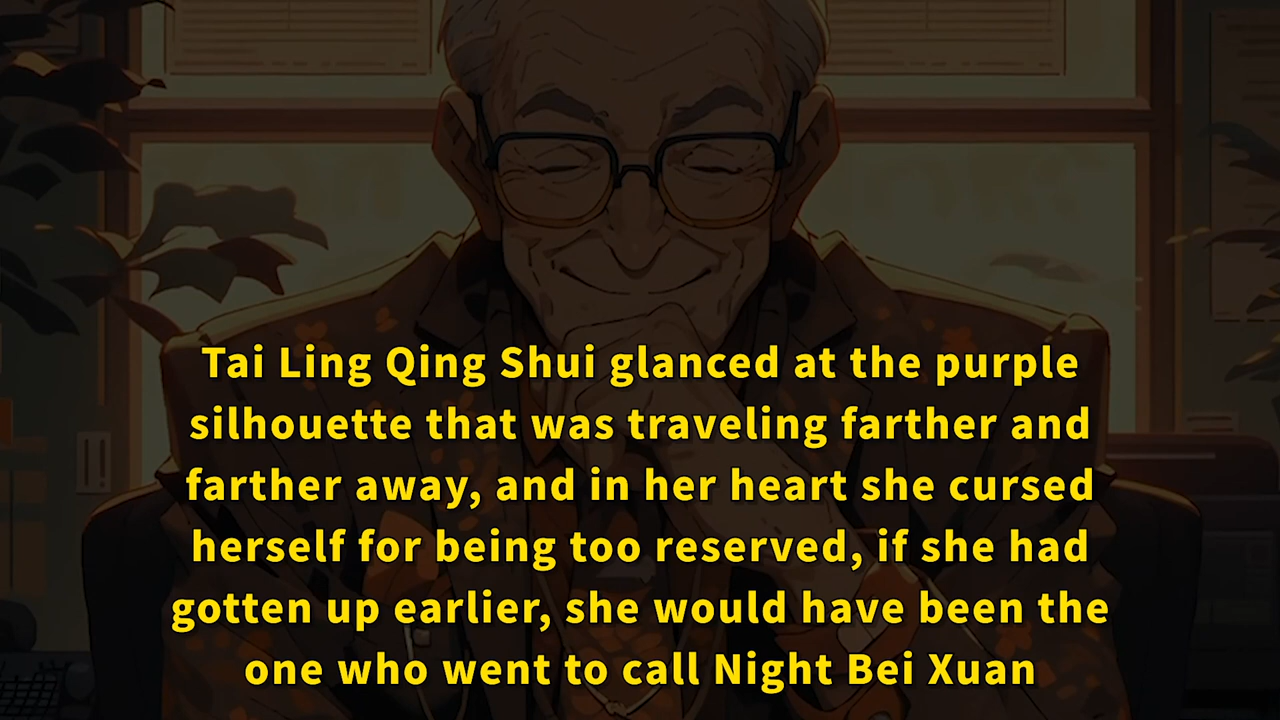 Tai Ling Qing Shui glanced at the purple
silhouette that was traveling farther and
farther away, and in her heart she cursed
herself for being too reserved, if she had
gotten up earlier, she would have been the
one who went to call Night Bei Xuan